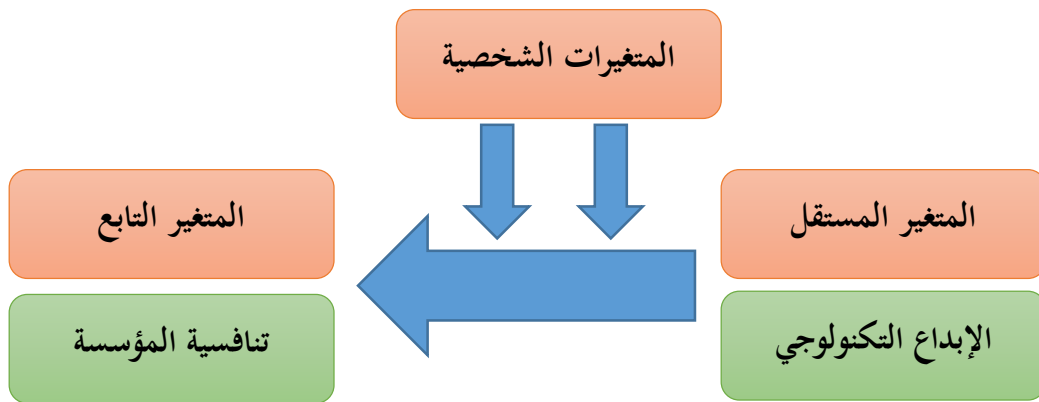 المتغيرات الشخصية
المتغير المستقل
المتغير التابع
الإبداع التكنولوجي
تنافسية المؤسسة